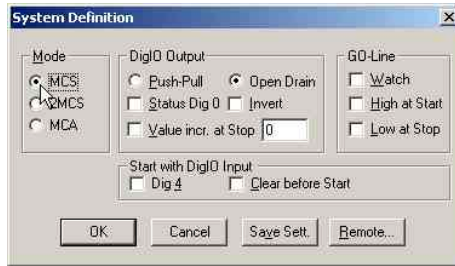 System Definition
Mode
MCS
2MCS
MCA
DigIO Output
Push-Pull Open Drain
Status Dig 0 Invert
Value incr. at Stop 0
GO-Line
Watch
High at Start
Low at Stop
Start with DigIO Input
Dig 4 Clear before Start
OK Cancel Save Sett. Remote...